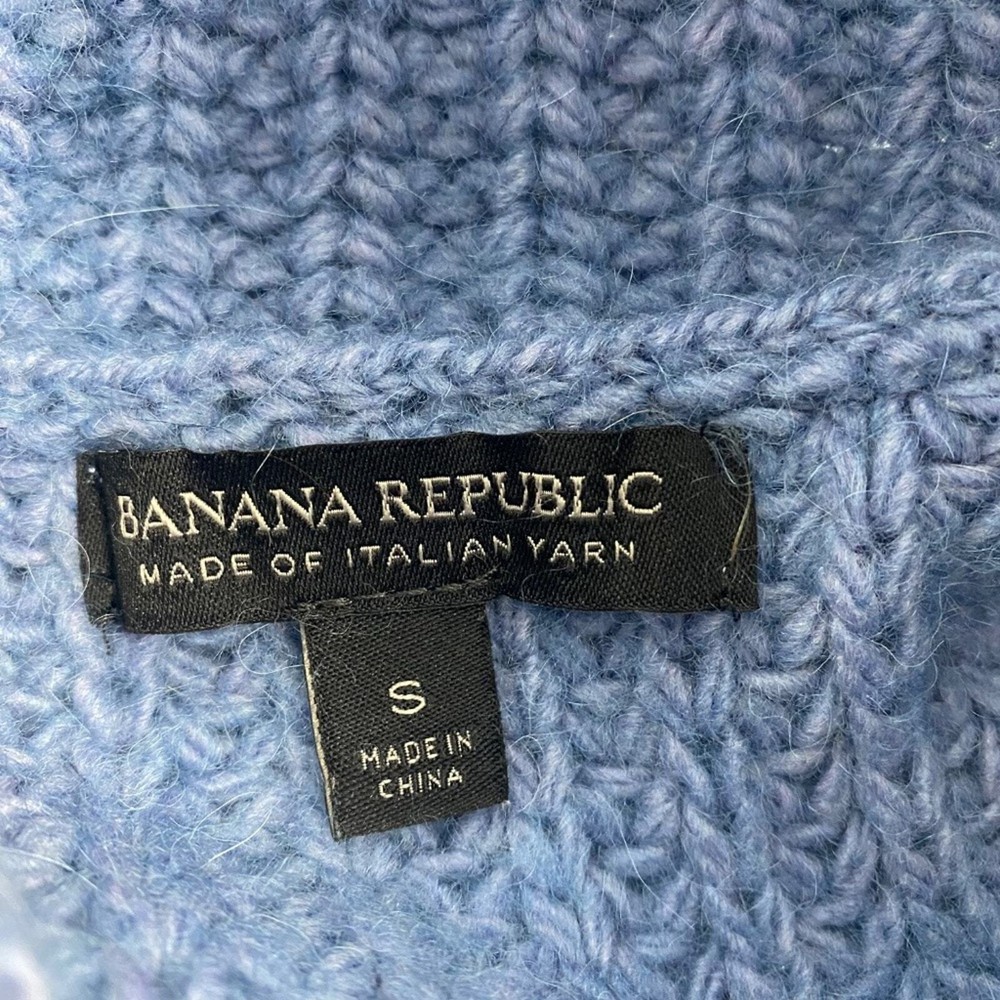 BANANA REPUBLIC
MADE OF ITALIAN YARN
S
MADE IN
CHINA